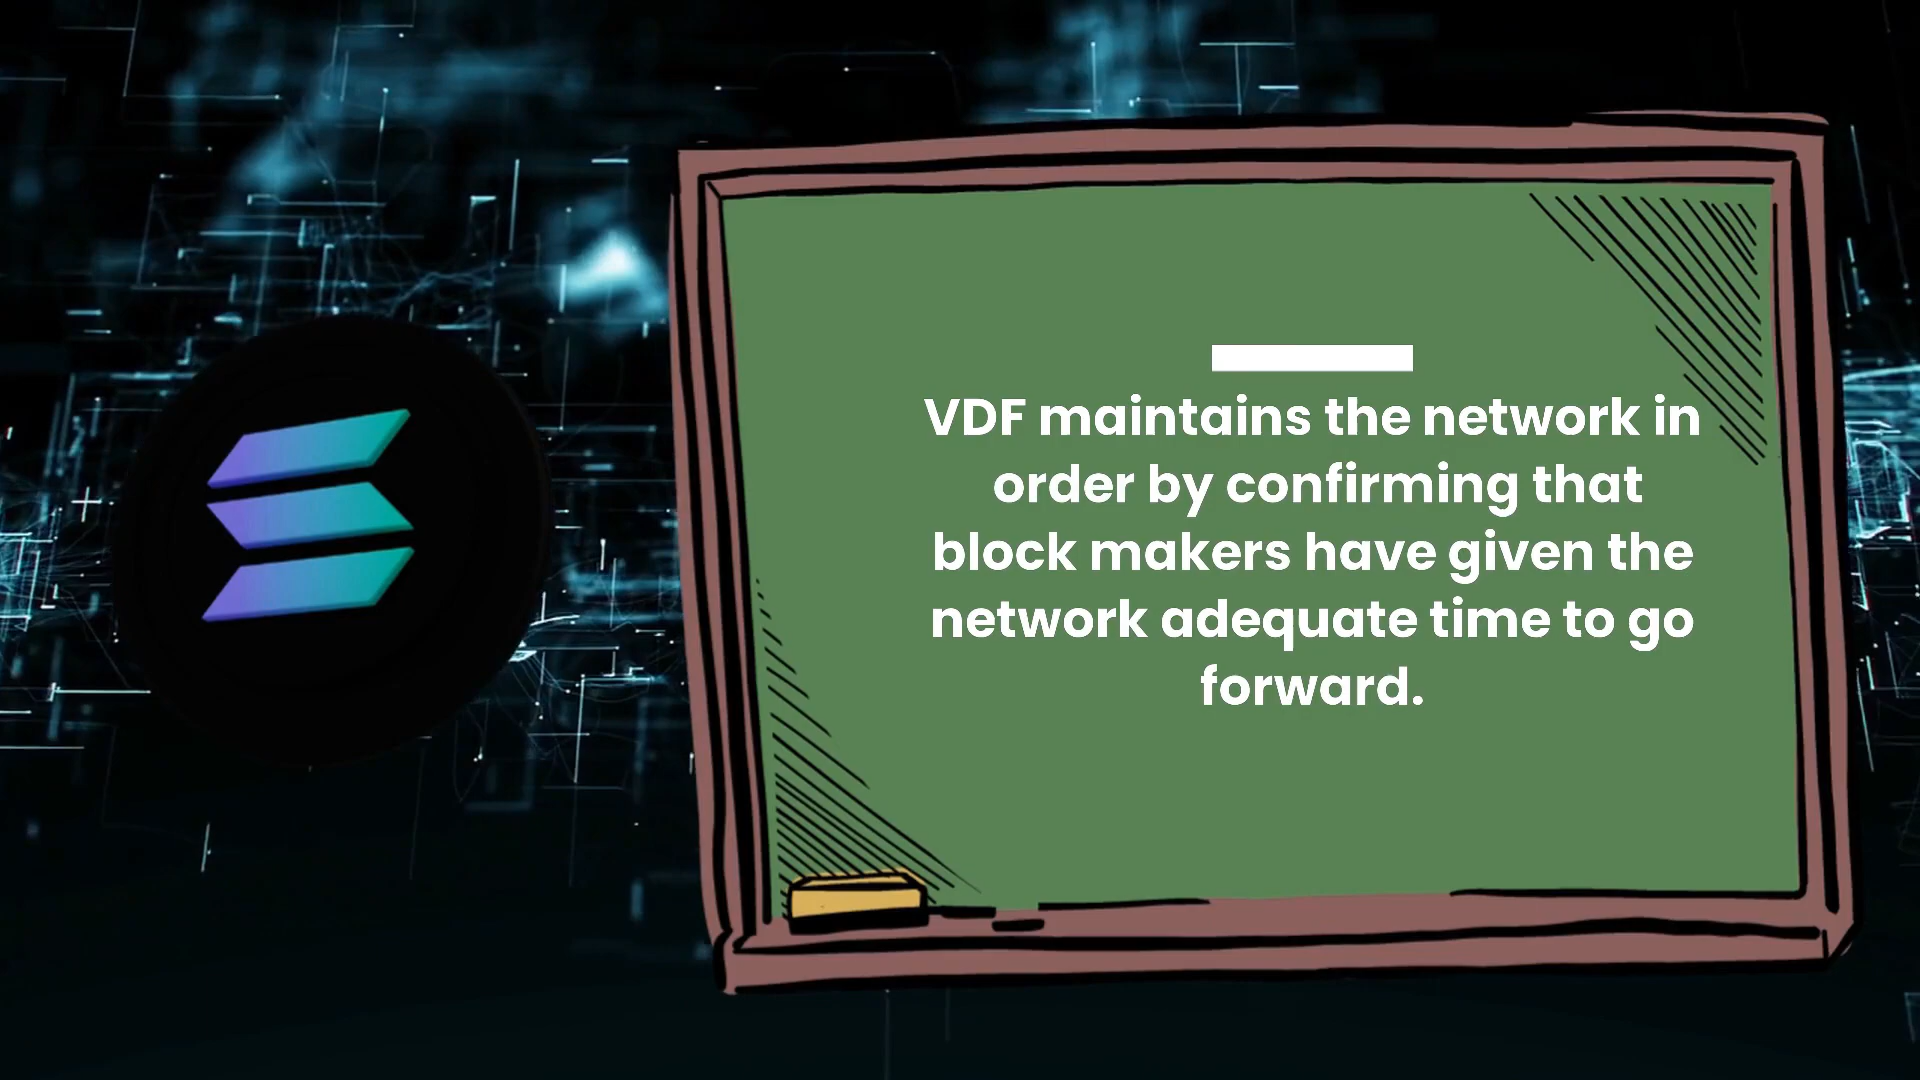 VDF maintains the network in
order by confirming that
block makers have given the
network adequate time to go
forward.